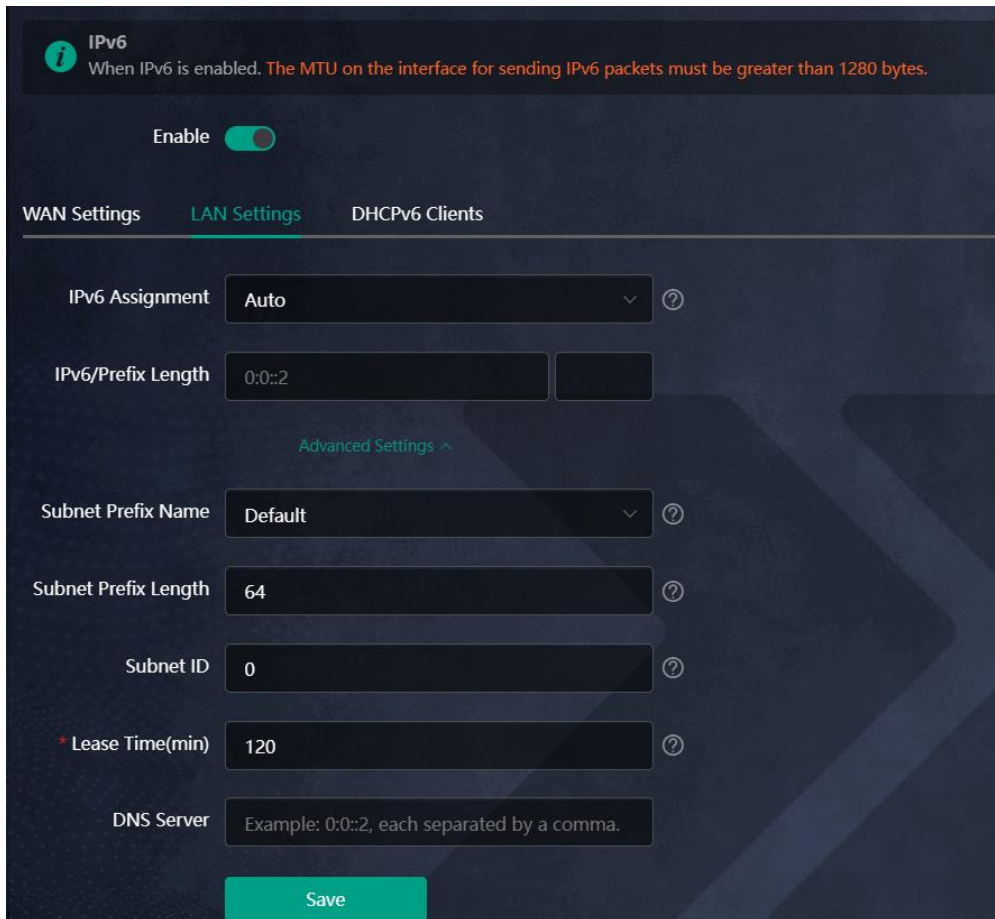 IPv6
When IPv6 is enabled. The MTU on the interface for sending IPv6 packets must be greater than 1280 bytes.
Enable
WAN Settings LAN Settings DHCPv6 Clients
IPv6 Assignment Auto
IPv6/Prefix Length 0:0::2
Advanced Settings
Subnet Prefix Name Default
Subnet Prefix Length 64
Subnet ID 0
* Lease Time(min) 120
DNS Server Example: 0:0::2, each separated by a comma.
Save